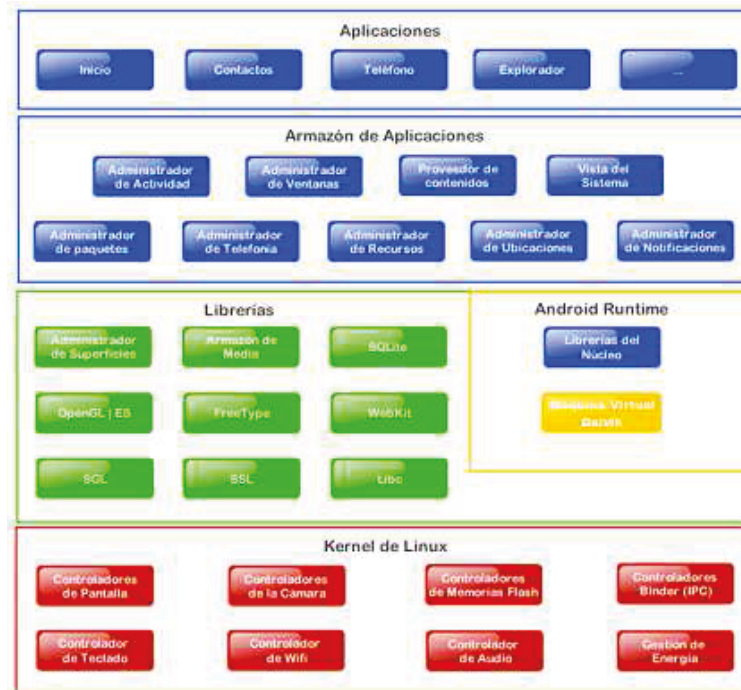 Aplicaciones
Inicio
Contactos
Teléfono
Explorador
...
Armazón de Aplicaciones
Administrador
de Actividad
Administrador
de Ventanas
Proveedor de
contenidos
Vista del
Sistema
Administrador
de paquetes
Administrador
de Telefonía
Administrador
de Recursos
Administrador
de Ubicaciones
Administrador
de Notificaciones
Librerías
Administrador
de Superficies
Armazón de
Media
SQLite
OpenGL | ES
FreeType
WebKit
SGL
SSL
Libc
Android Runtime
Librerías del
Núcleo
Máquina Virtual
Dalvik
Kernel de Linux
Controladores
de Pantalla
Controladores
de la Cámara
Controladores
de Memorias Flash
Controladores
Binder (IPC)
Controlador
de Teclado
Controlador
de Wifi
Controlador
de Audio
Gestión de
Energía